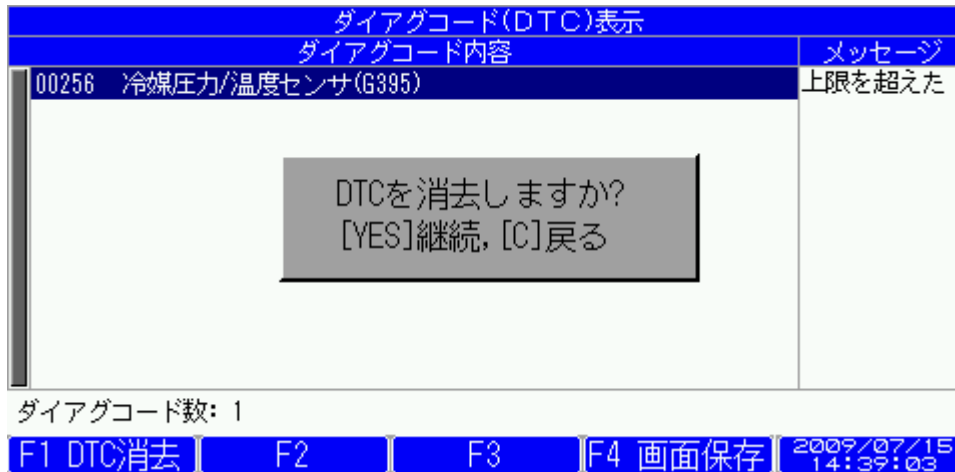 ダイアグコード(DTC)表示
ダイアグコード内容 メッセージ
00256 冷媒圧力/温度センサ(G395) 上限を超えた
DTCを消去しますか?
[YES]継続,[C]戻る
ダイアグコード数: 1
F1 DTC消去 F2 F3 F4 画面保存 2009/07/15
14:39:03